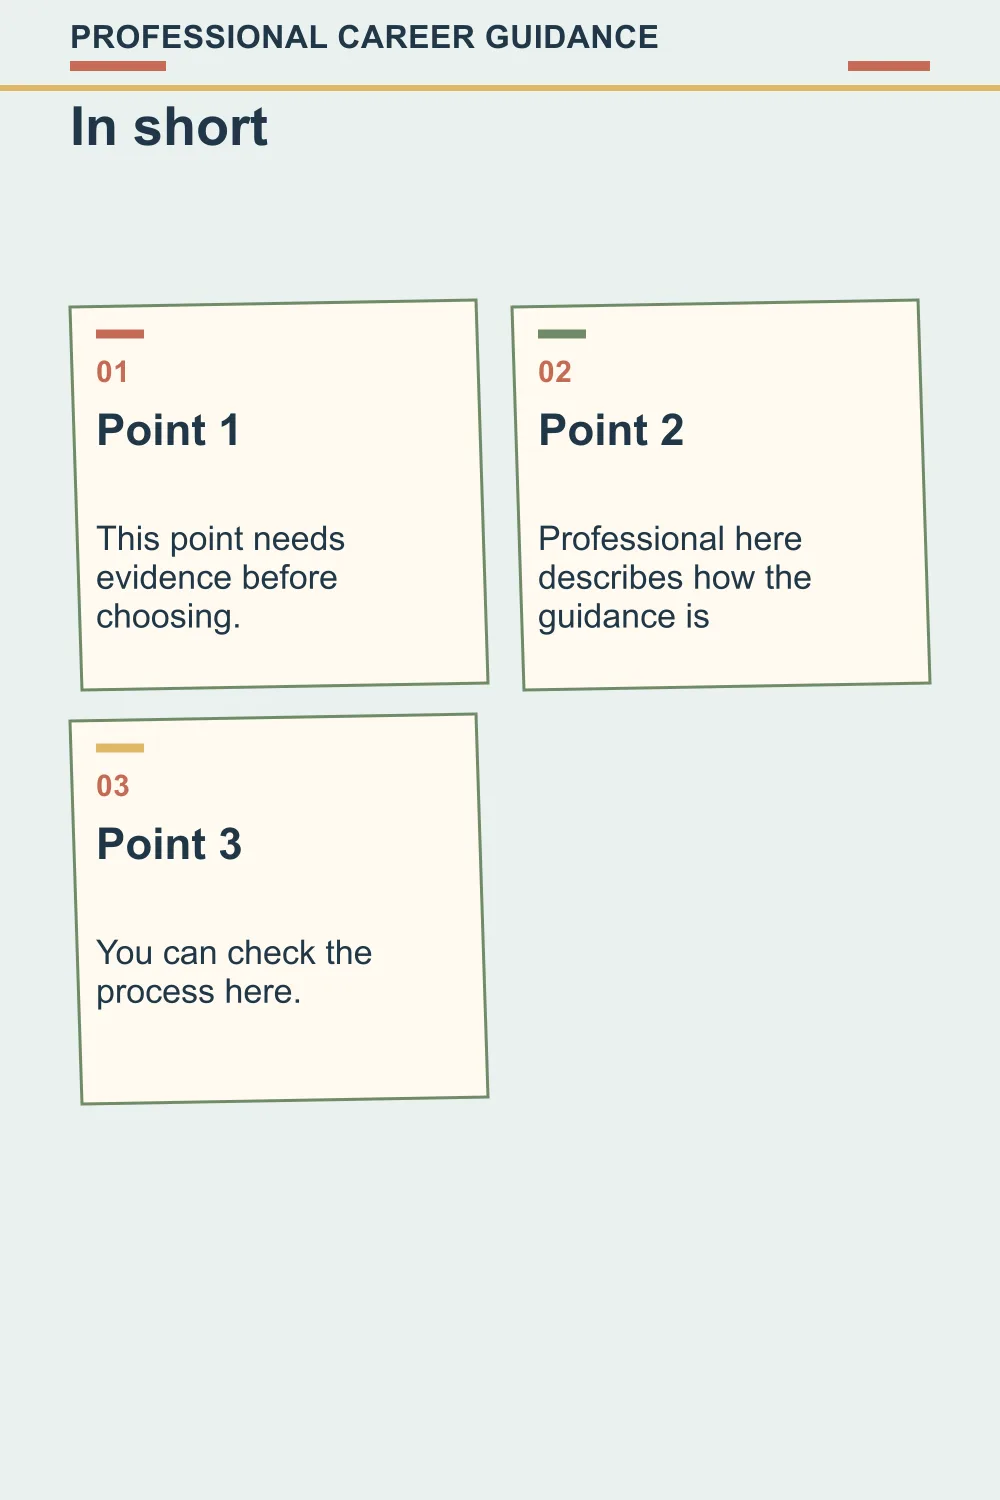 PROFESSIONAL CAREER GUIDANCE
In short
01
Point 1
This point needs
evidence before
choosing.
02
Point 2
Professional here
describes how the
guidance is
03
Point 3
You can check the
process here.